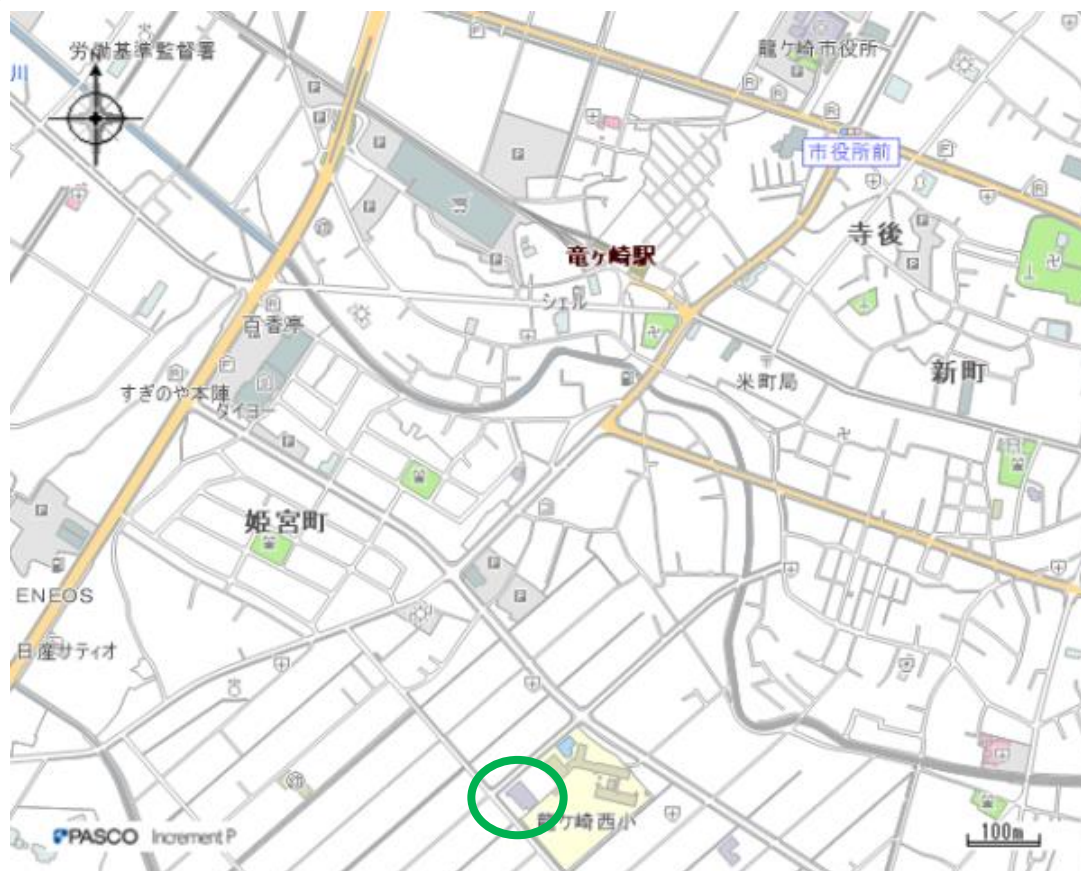 労働基準監督署
龍ケ崎市役所
川
市役所前
寺後
竜ヶ崎駅
シェル
百香亭
新町
米町局
すぎのや本陣
タイヨー
姫宮町
ENEOS
日産サティオ
龍ケ崎西小
PASCO Increment P
100m